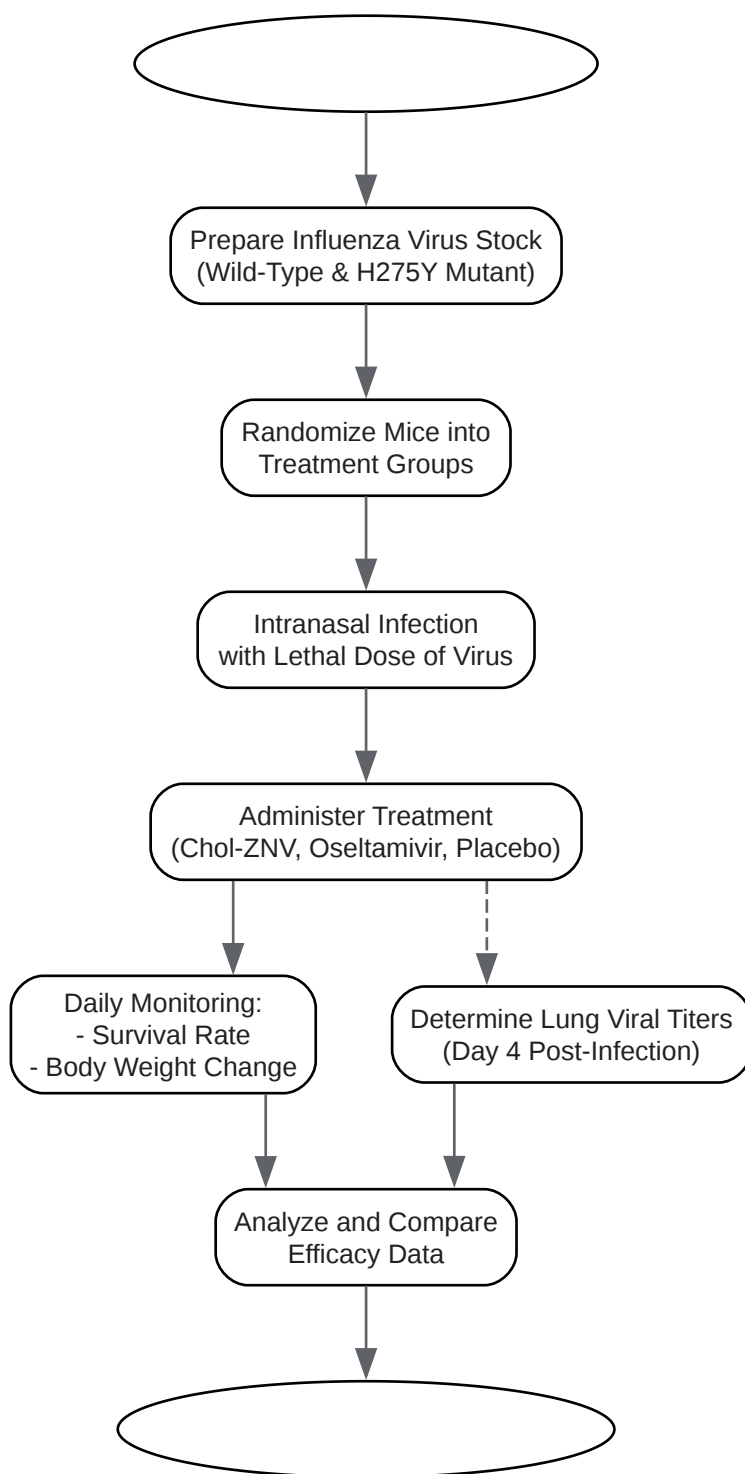 Prepare Influenza Virus Stock
(Wild-Type & H275Y Mutant)
Randomize Mice into
Treatment Groups
Intranasal Infection
with Lethal Dose of Virus
Administer Treatment
(Chol-ZNV, Oseltamivir, Placebo)
Daily Monitoring:
- Survival Rate
- Body Weight Change
Determine Lung Viral Titers
(Day 4 Post-Infection)
Analyze and Compare
Efficacy Data